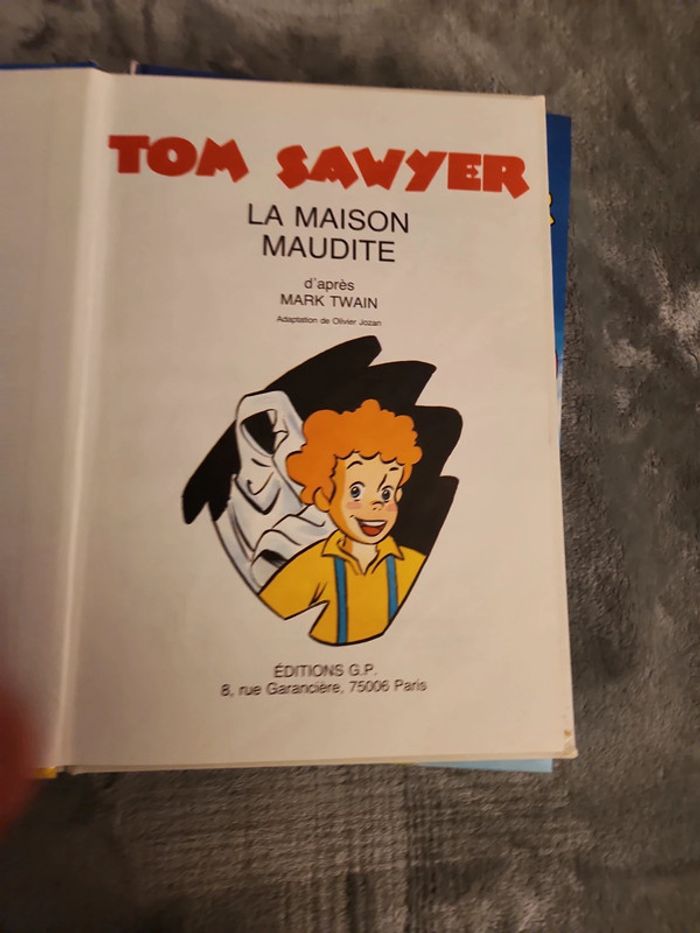 TOM SAWYER
LA MAISON
MAUDITE
d'après
MARK TWAIN
Adaptation de Olivier Jozan
ÉDITIONS G.P.
8, rue Garancière, 75006 Paris